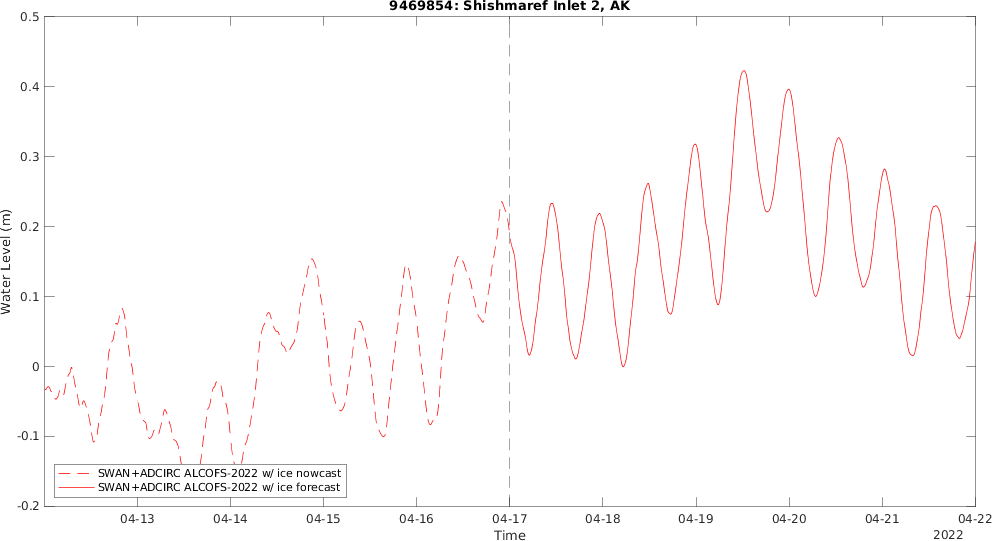 9469854: Shishmaref Inlet 2, AK
0.5
0.4
0.3
0.2
0.1
0
-0.1
-0.2
Water Level (m)
SWAN+ADCIRC ALCOFS-2022 w/ ice nowcast
SWAN+ADCIRC ALCOFS-2022 w/ ice forecast
04-13 04-14 04-15 04-16 04-17 04-18 04-19 04-20 04-21 04-22
Time
2022